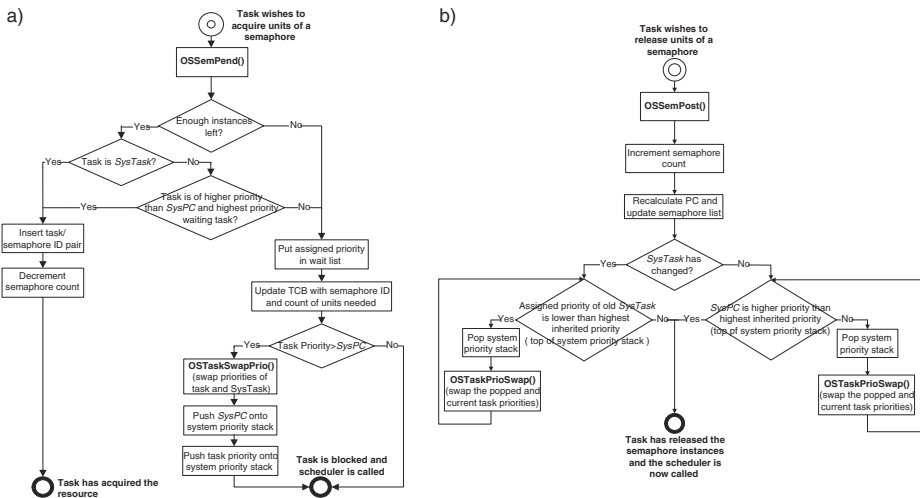 a)
Task wishes to
acquire units of a
semaphore
OSSemPend()
Enough instances
left?
Yes
No
Task is SysTask?
Yes
No
Task is of higher priority
than SysPC and highest priority
waiting task?
Yes
No
Insert task/
semaphore ID pair
Decrement
semaphore count
Put assigned priority
in wait list
Update TCB with semaphore ID
and count of units needed
Task Priority>SysPC
Yes
No
OSTaskSwapPrio()
(swap priorities of
task and SysTask)
Push SysPC onto
system priority stack
Push task priority onto
system priority stack
Task is blocked and
scheduler is called
Task has acquired the
resource
b)
Task wishes to
release units of a
semaphore
OSSemPost()
Increment semaphore
count
Recalculate PC and
update semaphore list
SysTask has
changed?
Yes
No
Assigned priority of old SysTask
is lower than highest
inherited priority
( top of system priority stack )
Yes
No
SysPC is higher priority than
highest inherited priority
(top of system priority stack)
Yes
No
Pop system
priority stack
OSTaskPrioSwap()
(swap the popped and
current task priorities)
Pop system
priority stack
OSTaskPrioSwap()
(swap the popped and
current task priorities)
Task has released the
semaphore instances
and the scheduler is
now called